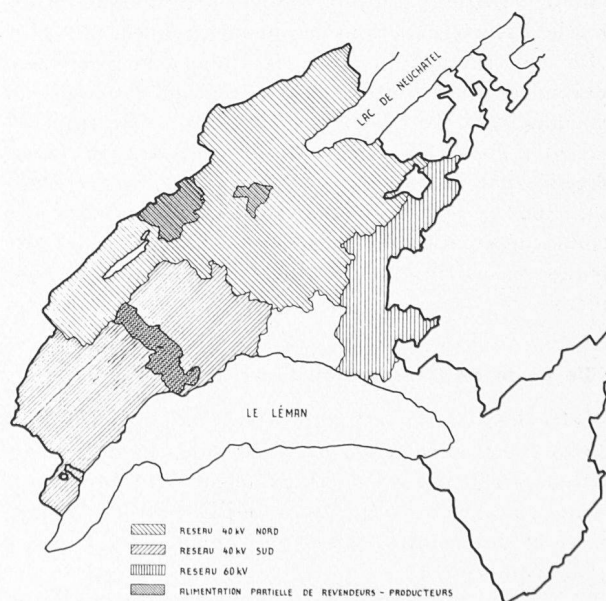 LAC DE NEUCHATEL
LE LÉMAN
RESEAU 40 kV NORD
RESEAU 40 kV SUD
RESEAU 60 kV
ALIMENTATION PARTIELLE DE REVENDEURS - PRODUCTEURS